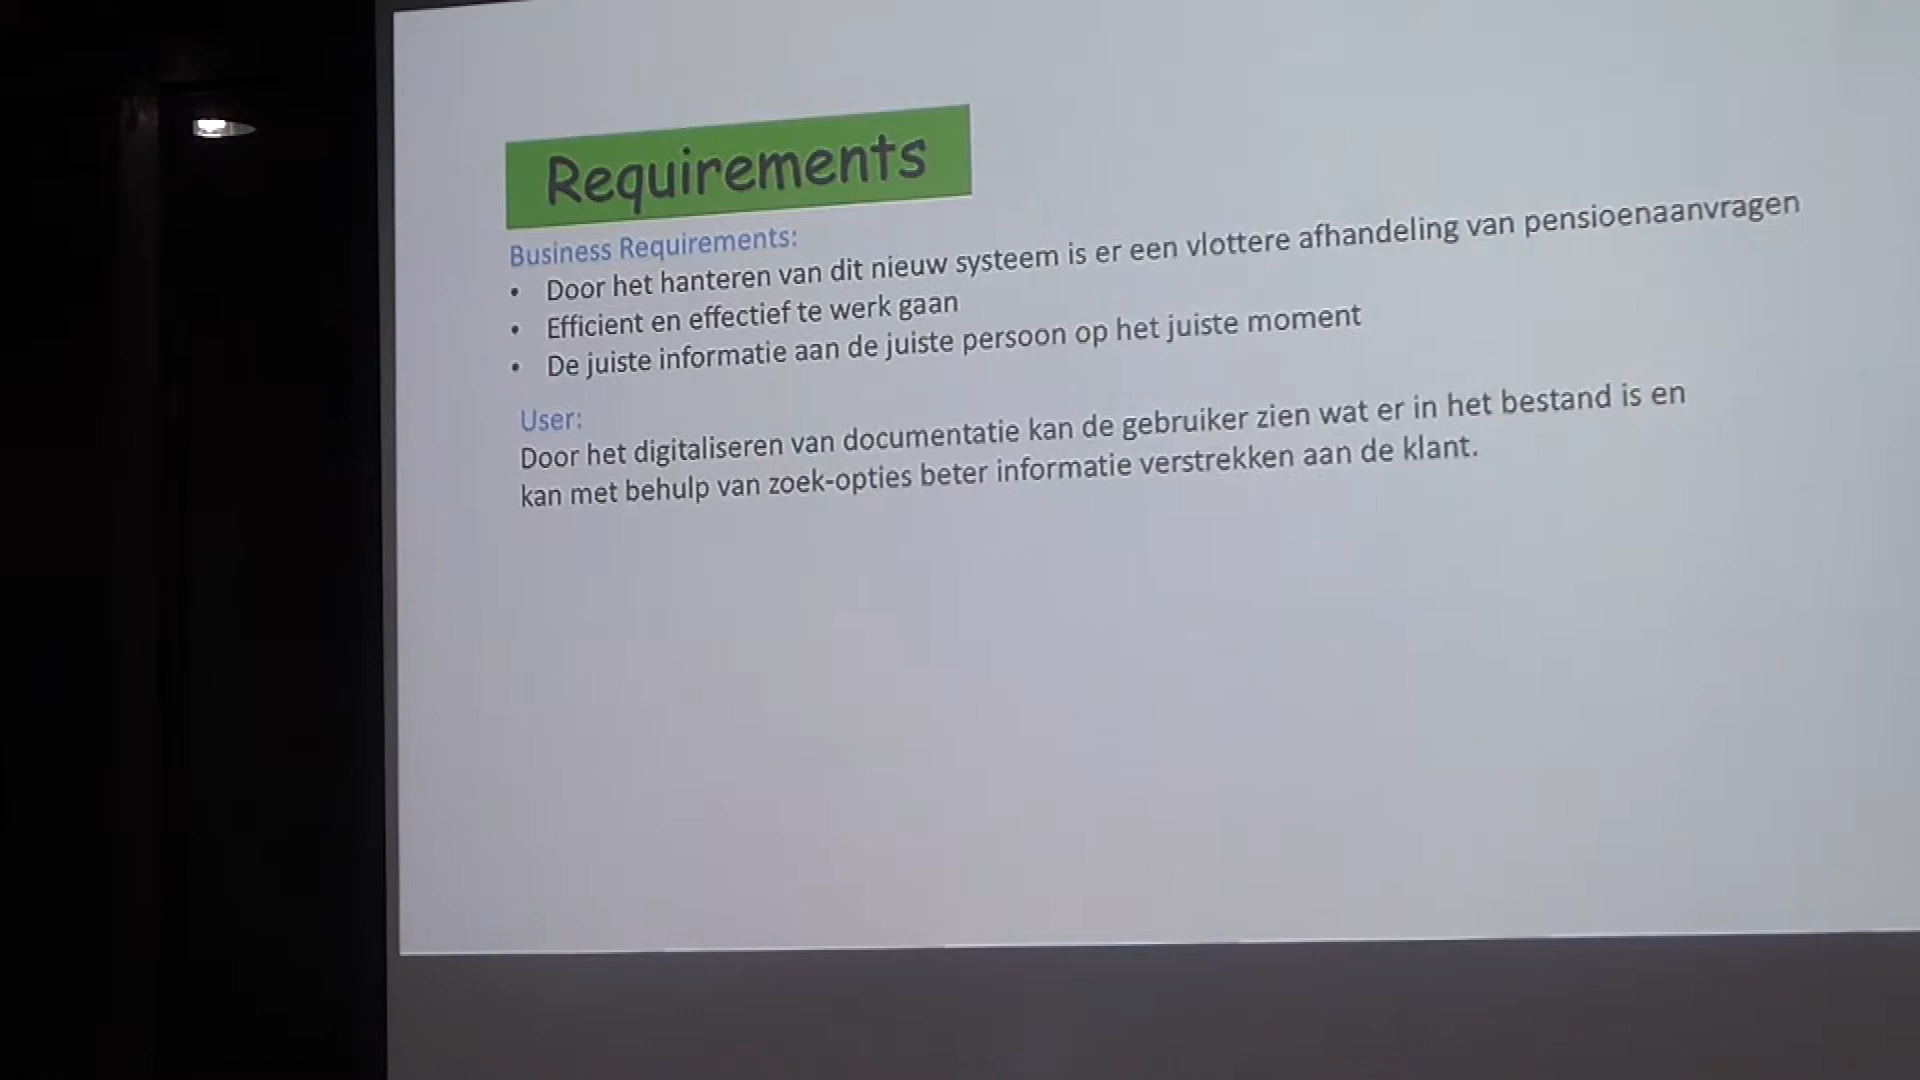 Requirements
Business Requirements:
• Door het hanteren van dit nieuw systeem is er een vlottere afhandeling van pensioenaanvragen
• Efficient en effectief te werk gaan
• De juiste informatie aan de juiste persoon op het juiste moment
User:
Door het digitaliseren van documentatie kan de gebruiker zien wat er in het bestand is en
kan met behulp van zoek-opties beter informatie verstrekken aan de klant.